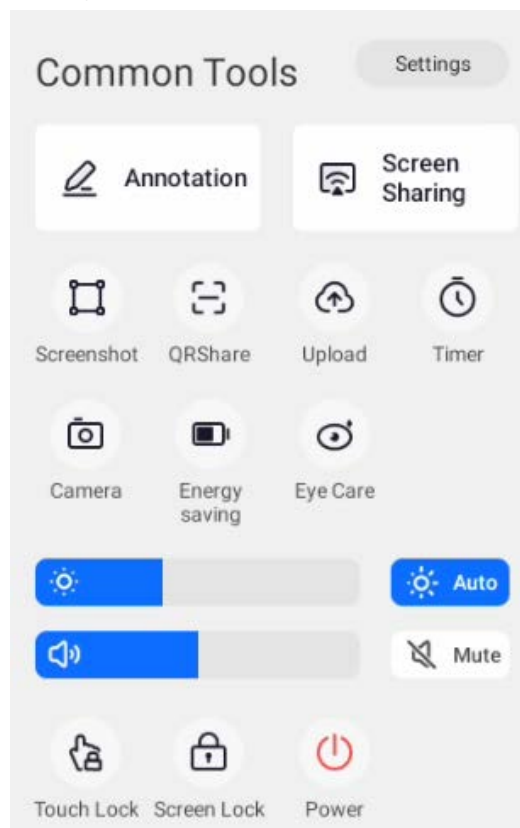 Common Tools
Settings
Annotation
Screen
Sharing
Screenshot
QRShare
Upload
Timer
Camera
Energy
saving
Eye Care
Auto
Mute
Touch Lock
Screen Lock
Power